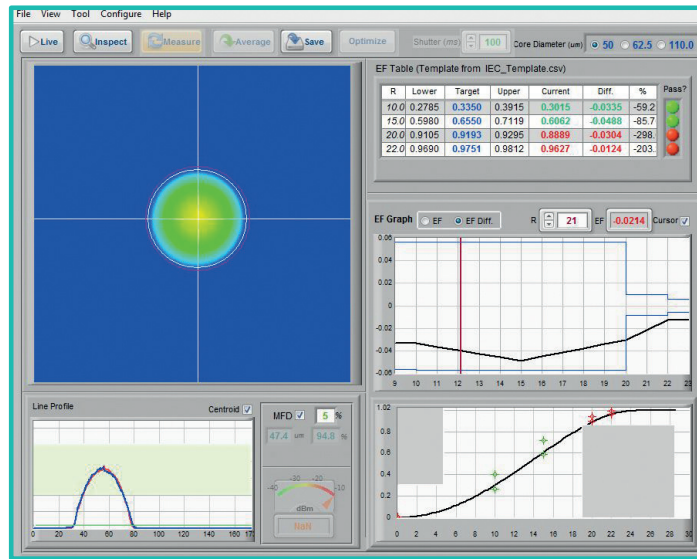 File View Tool Configure Help
Live Inspect Measure Average Save Optimize Shutter (ms) 100 Core Diameter (um) 50 62.5 110.0
EF Table (Template from IEC_Template.csv)
R Lower Target Upper Current Diff. % Pass?
10.0 0.2785 0.3350 0.3915 0.3015 -0.0335 -59.2
15.0 0.5980 0.6550 0.7119 0.6062 -0.0488 -85.7
20.0 0.9105 0.9193 0.9295 0.8889 -0.0304 -298.
22.0 0.9690 0.9751 0.9812 0.9627 -0.0124 -203.
EF Graph EF EF Diff. R 21 EF -0.0214 Cursor
0.06
0.04
0.02
0
-0.02
-0.04
-0.06
9 10 11 12 13 14 15 16 17 18 19 20 21 22 23
Line Profile Centroid
0 20 40 60 80 100 120 140 160
MFD 5 %
47.4 um 94.8 %
-40 -30 -20 -10
dBm
NaN
1.02
0.8
0.6
0.4
0.2
0
0 2 4 6 8 10 12 14 16 18 20 22 24 26 28 30